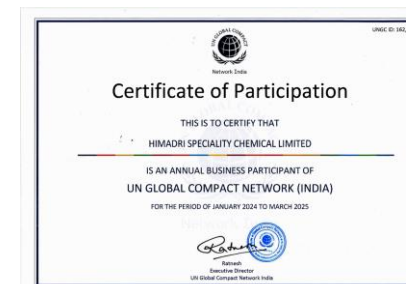 UNGC ID: 162,
Network India
Certificate of Participation
THIS IS TO CERTIFY THAT
HIMADRI SPECIALITY CHEMICAL LIMITED
IS AN ANNUAL BUSINESS PARTICIPANT OF
UN GLOBAL COMPACT NETWORK (INDIA)
FOR THE PERIOD OF JANUARY 2024 TO MARCH 2025
Ratnesh
Executive Director
UN Global Compact Network India